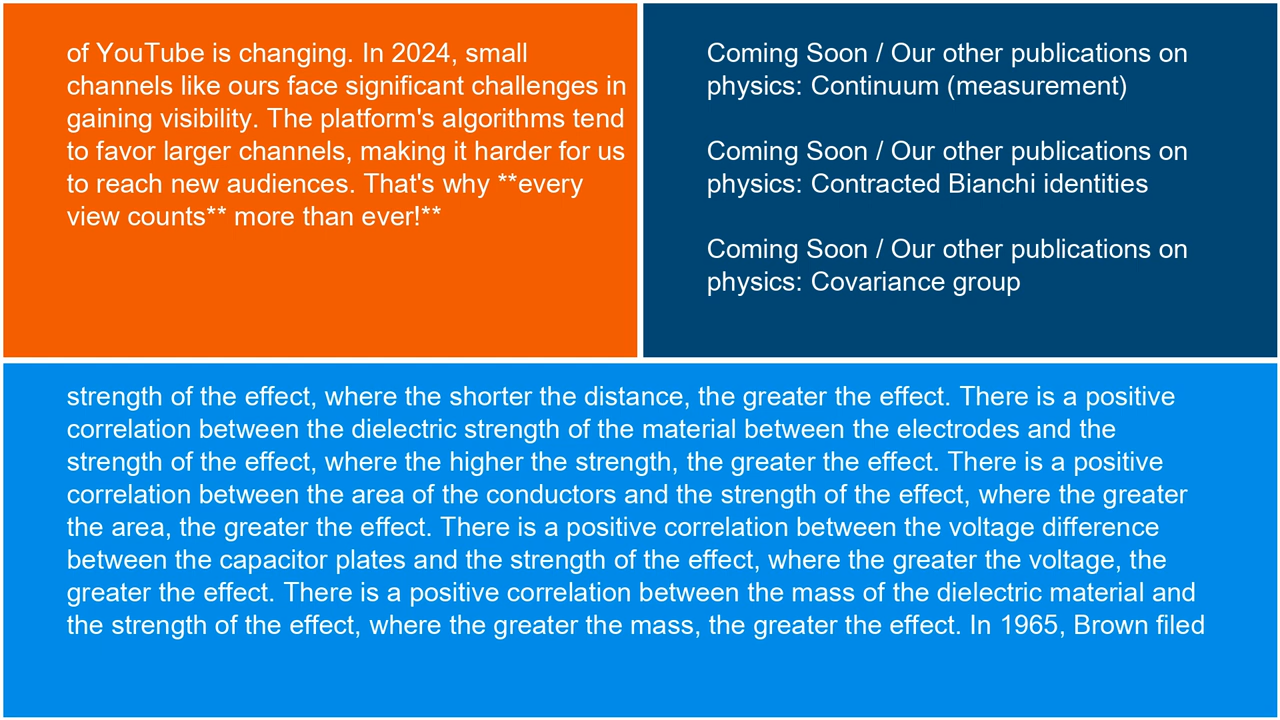 of YouTube is changing. In 2024, small
channels like ours face significant challenges in
gaining visibility. The platform's algorithms tend
to favor larger channels, making it harder for us
to reach new audiences. That's why **every
view counts** more than ever!**
Coming Soon / Our other publications on
physics: Continuum (measurement)
Coming Soon / Our other publications on
physics: Contracted Bianchi identities
Coming Soon / Our other publications on
physics: Covariance group
strength of the effect, where the shorter the distance, the greater the effect. There is a positive
correlation between the dielectric strength of the material between the electrodes and the
strength of the effect, where the higher the strength, the greater the effect. There is a positive
correlation between the area of the conductors and the strength of the effect, where the greater
the area, the greater the effect. There is a positive correlation between the voltage difference
between the capacitor plates and the strength of the effect, where the greater the voltage, the
greater the effect. There is a positive correlation between the mass of the dielectric material and
the strength of the effect, where the greater the mass, the greater the effect. In 1965, Brown filed